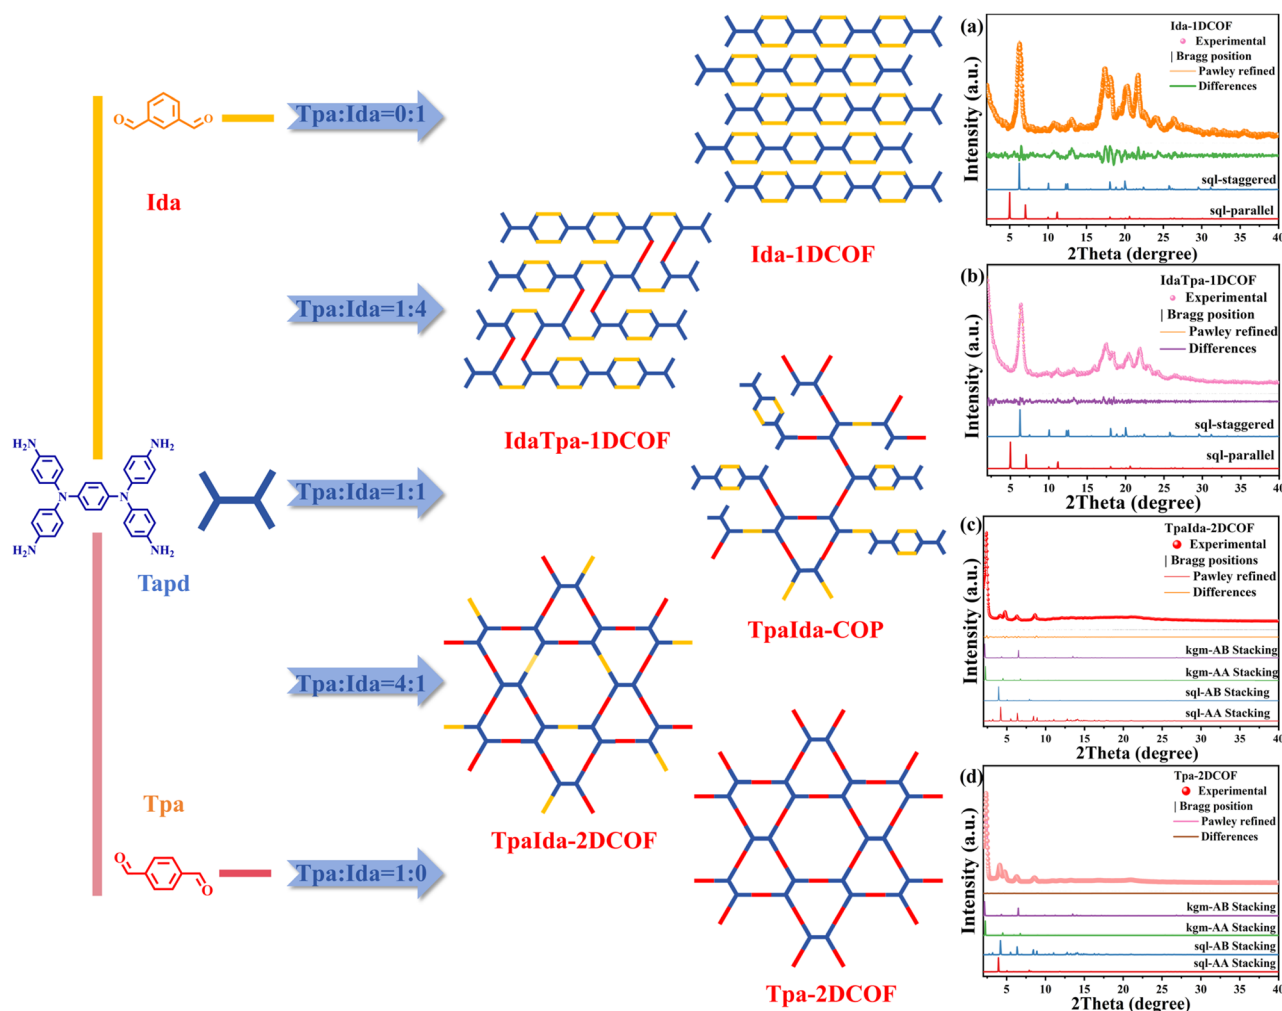 O
O
Ida
Tpa:Ida=0:1
Ida-1DCOF
Tpa:Ida=1:4
IdaTpa-1DCOF
H₂N
NH₂
N
N
H₂N
NH₂
Tapd
Tpa:Ida=1:1
TpaIda-COP
Tpa:Ida=4:1
TpaIda-2DCOF
Tpa
O
O
Tpa:Ida=1:0
Tpa-2DCOF
(a)
Ida-1DCOF
Experimental
| Bragg position
Pawley refined
Differences
sql-staggered
sql-parallel
Intensity (a.u.)
5 10 15 20 25 30 35 40
2Theta (dergree)
(b)
IdaTpa-1DCOF
Experimental
| Bragg position
Pawley refined
Differences
sql-staggered
sql-parallel
Intensity (a.u.)
5 10 15 20 25 30 35 40
2Theta (dergree)
(c)
TpaIda-2DCOF
Experimental
| Bragg positions
Pawley refined
Differences
kgm-AB Stacking
kgm-AA Stacking
sql-AB Stacking
sql-AA Stacking
Intensity (a.u.)
5 10 15 20 25 30 35 40
2Theta (degree)
(d)
Tpa-2DCOF
Experimental
| Bragg position
Pawley refined
Differences
kgm-AB Stacking
kgm-AA Stacking
sql-AB Stacking
sql-AA Stacking
Intensity (a.u.)
5 10 15 20 25 30 35 40
2Theta (degree)